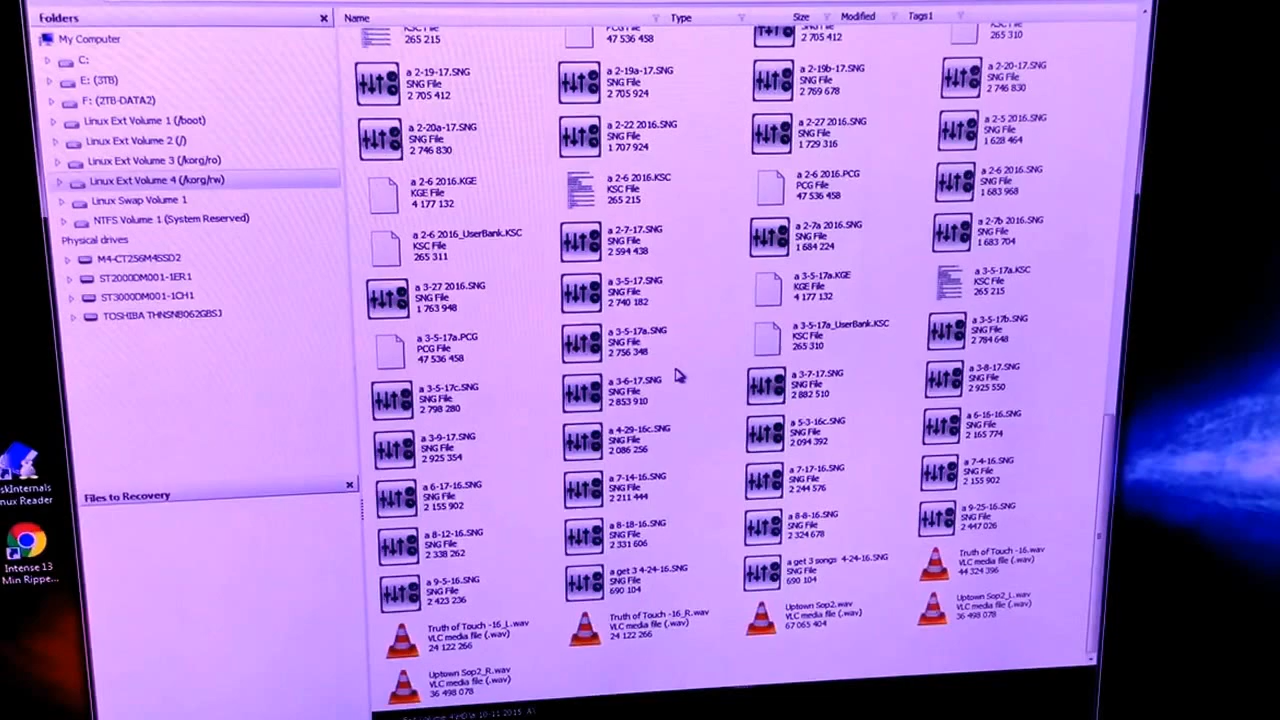 Folders
Name
Type
Size
Modified
Tags1
My Computer
C:
E: (3TB)
F: (2TB-DATA2)
Linux Ext Volume 1 (/boot)
Linux Ext Volume 2 (/)
Linux Ext Volume 3 (/korg/ro)
Linux Ext Volume 4 (/korg/rw)
Linux Swap Volume 1
NTFS Volume 1 (System Reserved)
Physical drives
M4-CT256M4SSD2
ST2000DM001-1ER1
ST3000DM001-1CH1
TOSHIBA THNSNB062GBSJ
Files to Recovery
265 215
47 536 458
2 705 412
265 310
a 2-19-17.SNG
SNG File
2 705 412
a 2-19a-17.SNG
SNG File
2 705 924
a 2-19b-17.SNG
SNG File
2 769 678
a 2-20-17.SNG
SNG File
2 746 830
a 2-20a-17.SNG
SNG File
2 746 830
a 2-22 2016.SNG
SNG File
1 707 924
a 2-27 2016.SNG
SNG File
1 729 316
a 2-5 2016.SNG
SNG File
1 628 464
a 2-6 2016.KGE
KGE File
4 177 132
a 2-6 2016.KSC
KSC File
265 215
a 2-6 2016.PCG
PCG File
47 536 458
a 2-6 2016.SNG
SNG File
1 683 968
a 2-6 2016_UserBank.KSC
KSC File
265 311
a 2-7-17.SNG
SNG File
2 594 438
a 2-7a 2016.SNG
SNG File
1 684 224
a 2-7b 2016.SNG
SNG File
1 683 704
a 3-27 2016.SNG
SNG File
1 763 948
a 3-5-17.SNG
SNG File
2 740 182
a 3-5-17a.KGE
KGE File
4 177 132
a 3-5-17a.KSC
KSC File
265 215
a 3-5-17a.PCG
PCG File
47 536 458
a 3-5-17a.SNG
SNG File
2 756 348
a 3-5-17a_UserBank.KSC
KSC File
265 310
a 3-5-17b.SNG
SNG File
2 784 648
a 3-5-17c.SNG
SNG File
2 798 280
a 3-6-17.SNG
SNG File
2 853 910
a 3-7-17.SNG
SNG File
2 882 510
a 3-8-17.SNG
SNG File
2 925 550
a 3-9-17.SNG
SNG File
2 925 354
a 4-29-16c.SNG
SNG File
2 086 256
a 5-3-16c.SNG
SNG File
2 094 392
a 6-16-16.SNG
SNG File
2 165 774
a 6-17-16.SNG
SNG File
2 155 902
a 7-14-16.SNG
SNG File
2 211 444
a 7-17-16.SNG
SNG File
2 244 576
a 7-4-16.SNG
SNG File
2 155 902
a 8-12-16.SNG
SNG File
2 338 262
a 8-18-16.SNG
SNG File
2 331 606
a 8-8-16.SNG
SNG File
2 324 678
a 9-25-16.SNG
SNG File
2 447 026
a 9-5-16.SNG
SNG File
2 423 236
a get 3 4-24-16.SNG
SNG File
690 104
a get 3 songs 4-24-16.SNG
SNG File
690 104
Truth of Touch -16.wav
VLC media file (.wav)
44 324 396
Truth of Touch -16_L.wav
VLC media file (.wav)
24 122 266
Truth of Touch -16_R.wav
VLC media file (.wav)
24 122 266
Uptown Sop2.wav
VLC media file (.wav)
67 065 404
Uptown Sop2_L.wav
VLC media file (.wav)
36 498 078
Uptown Sop2_R.wav
VLC media file (.wav)
36 498 078
skInternals
nux Reader
Intense 13
Min Rippe...